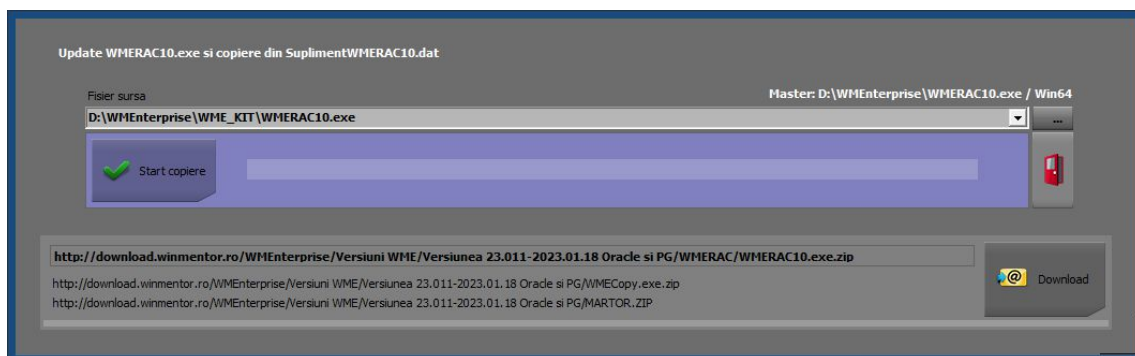 Update WMERAC10.exe si copiere din SuplimentWMERAC10.dat
Fisier sursa
Master: D:\WMEnterprise\WMERAC10.exe / Win64
D:\WMEnterprise\WME_KIT\WMERAC10.exe
...
Start copiere
http://download.winmentor.ro/WMEnterprise/Versiuni WME/Versiunea 23.011-2023.01.18 Oracle si PG/WMERAC/WMERAC10.exe.zip
http://download.winmentor.ro/WMEnterprise/Versiuni WME/Versiunea 23.011-2023.01.18 Oracle si PG/WMECopy.exe.zip
http://download.winmentor.ro/WMEnterprise/Versiuni WME/Versiunea 23.011-2023.01.18 Oracle si PG/MARTOR.ZIP
@ Download